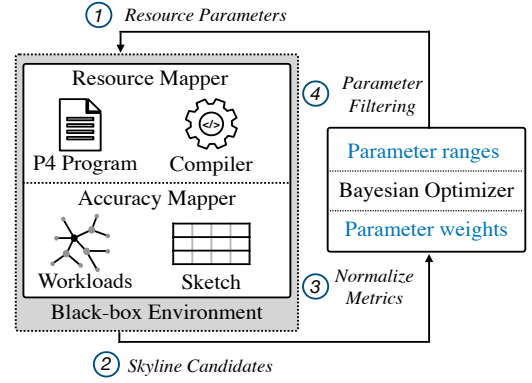 1 Resource Parameters
Resource Mapper
P4 Program
</>
Compiler
Accuracy Mapper
Workloads
Sketch
Black-box Environment
4 Parameter
Filtering
Parameter ranges
Bayesian Optimizer
Parameter weights
3 Normalize
Metrics
2 Skyline Candidates